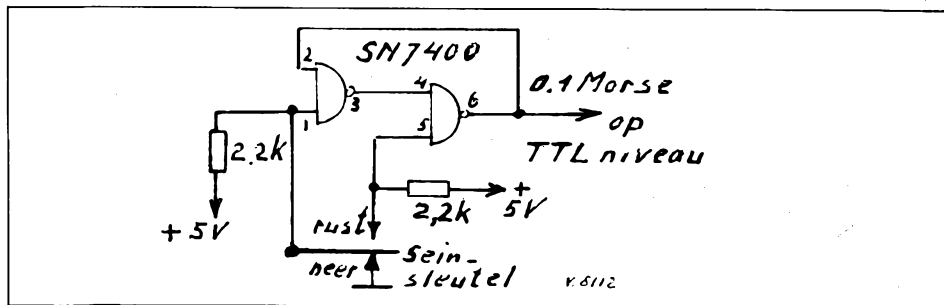 SN7400
2
3
1
4
5
6
0.1 Morse
op
TTL niveau
2.2k
+ 5V
2,2k
+
5V
rust
neer
Sein-
sleutel
V.8112